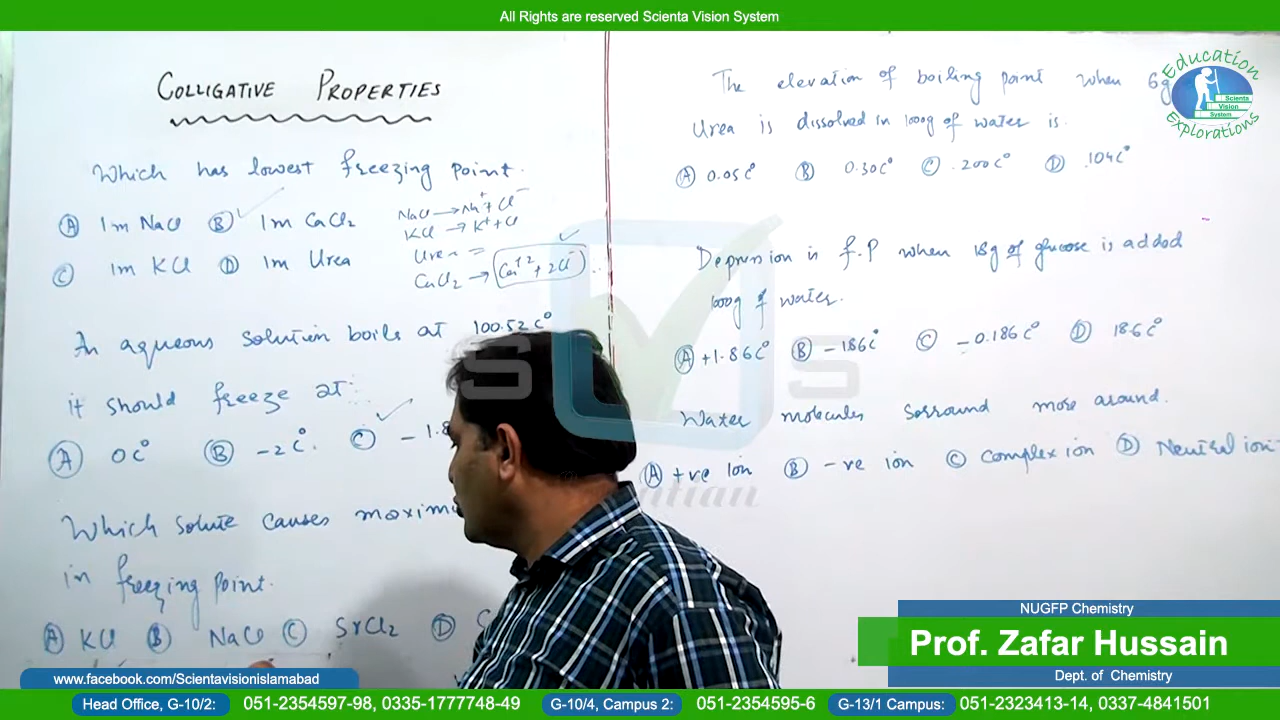 All Rights are reserved Scienta Vision System
COLLIGATIVE PROPERTIES
Which has lowest freezing point.
A 1m NaCl B 1m CaCl2
C 1m KCl D 1m Urea
NaCl → Na+ + Cl-
KCl → K+ + Cl
Urea =
CaCl2 → Ca+2 + 2Cl-
An aqueous solution boils at 100.52 C°
it should freeze at
A 0C° B -2C°. C -1.8
Which solute causes
in freezing point.
A KCl B NaCl C SrCl2 D
The elevation of boiling point when 6g
Urea is dissolved in 1000g of water is.
A 0.05C° B 0.30C° C .200C° D .104C°
Depression in f.p when 18g of glucose is added
1000g of water.
A +1.86C° B -186C° C -0.186C° D 18.6C°
Water molecules sorround more around.
A +ve Ion B -ve ion C Complex ion D Neutral ion
Education
Scienta
Vision
System
Explorations
SVS
NUGFP Chemistry
Prof. Zafar Hussain
Dept. of Chemistry
www.facebook.com/Scientavisionislamabad
Head Office, G-10/2: 051-2354597-98, 0335-1777748-49 G-10/4, Campus 2: 051-2354595-6 G-13/1 Campus: 051-2323413-14, 0337-4841501